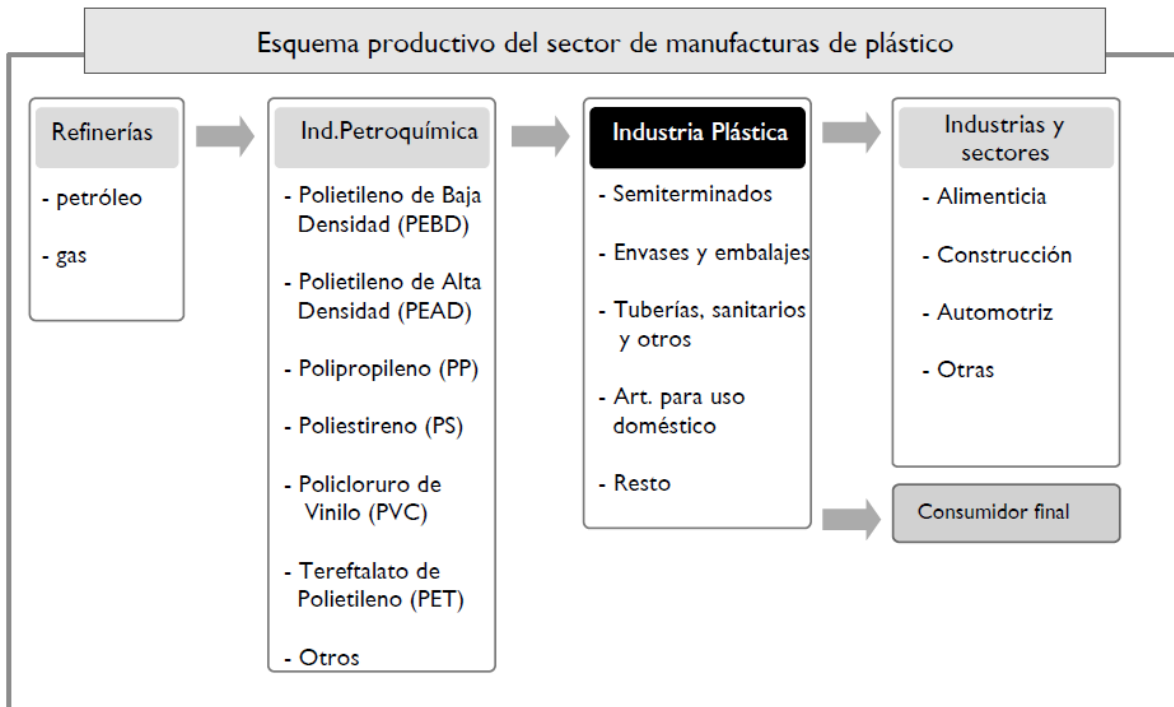 Esquema productivo del sector de manufacturas de plástico
Refinerías
- petróleo
- gas
Ind.Petroquímica
- Polietileno de Baja
Densidad (PEBD)
- Polietileno de Alta
Densidad (PEAD)
- Polipropileno (PP)
- Poliestireno (PS)
- Policloruro de
Vinilo (PVC)
- Tereftalato de
Polietileno (PET)
- Otros
Industria Plástica
- Semiterminados
- Envases y embalajes
- Tuberías, sanitarios
y otros
- Art. para uso
doméstico
- Resto
Industrias y
sectores
- Alimenticia
- Construcción
- Automotriz
- Otras
Consumidor final